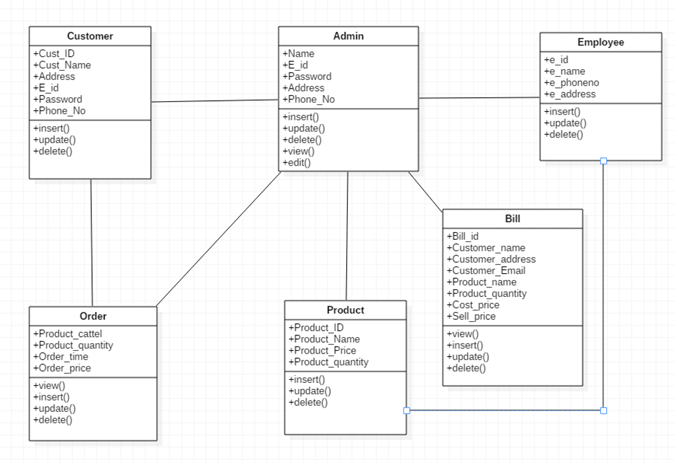 Customer
+Cust_ID
+Cust_Name
+Address
+E_id
+Password
+Phone_No
+insert()
+update()
+delete()
Admin
+Name
+E_id
+Password
+Address
+Phone_No
+insert()
+update()
+delete()
+view()
+edit()
Employee
+e_id
+e_name
+e_phoneno
+e_address
+insert()
+update()
+delete()
Order
+Product_cattel
+Product_quantity
+Order_time
+Order_price
+view()
+insert()
+update()
+delete()
Product
+Product_ID
+Product_Name
+Product_Price
+Product_quantity
+insert()
+update()
+delete()
Bill
+Bill_id
+Customer_name
+Customer_address
+Customer_Email
+Product_name
+Product_quantity
+Cost_price
+Sell_price
+view()
+insert()
+update()
+delete()